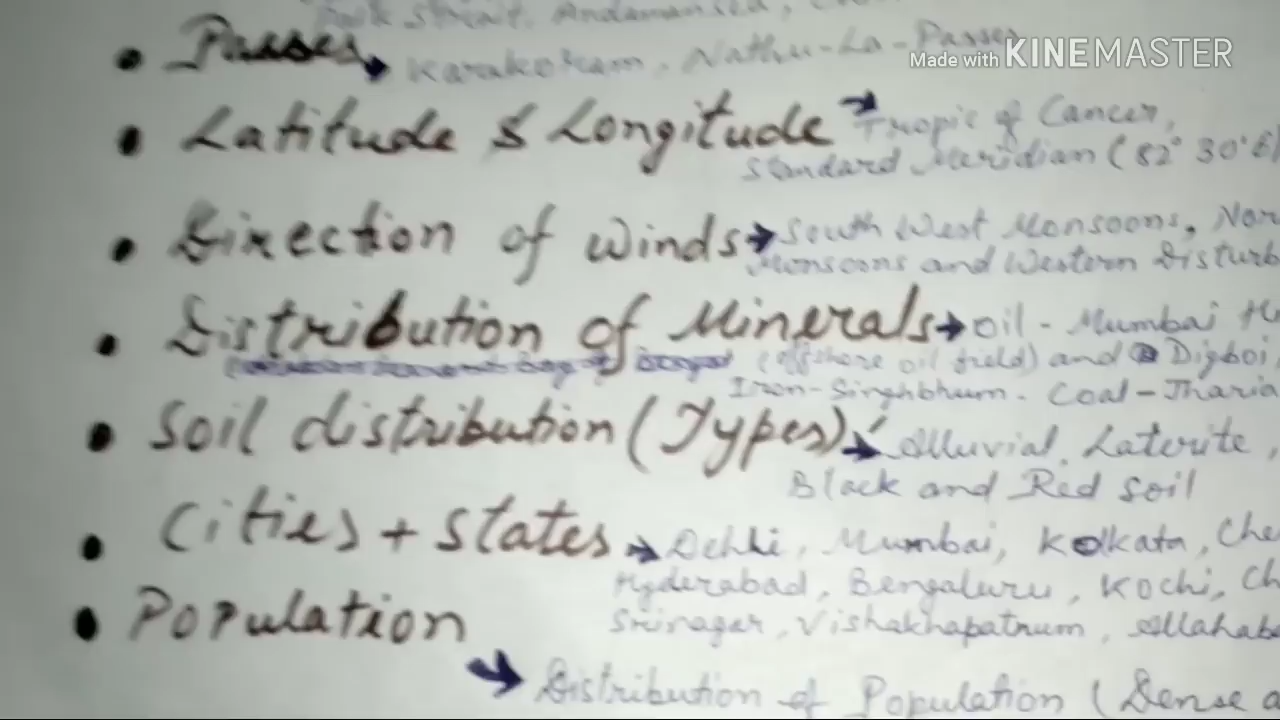 Palk Strait, Andaman Sea,
• Passes → Karakoram, Nathu-La-Passes
Made with KINEMASTER
• Latitude & Longitude → Tropic of Cancer,
Standard Meridian (82° 30'E)
• Direction of winds → South West Monsoons, Nor
Monsoons and Western Disturb
• Distribution of Minerals → oil - Mumbai H
(offshore oil field) and Digboi,
Iron-Singhbhum. Coal-Jharia
• Soil distribution (Types) → Alluvial, Laterite,
Black and Red Soil
• Cities + States → Dehli, Mumbai, Kolkata, Che
Hyderabad, Bengaluru, Kochi, Ch
Srinagar, Vishakhapatnum, Allahab
• Population
→ Distribution of Population (Dense a